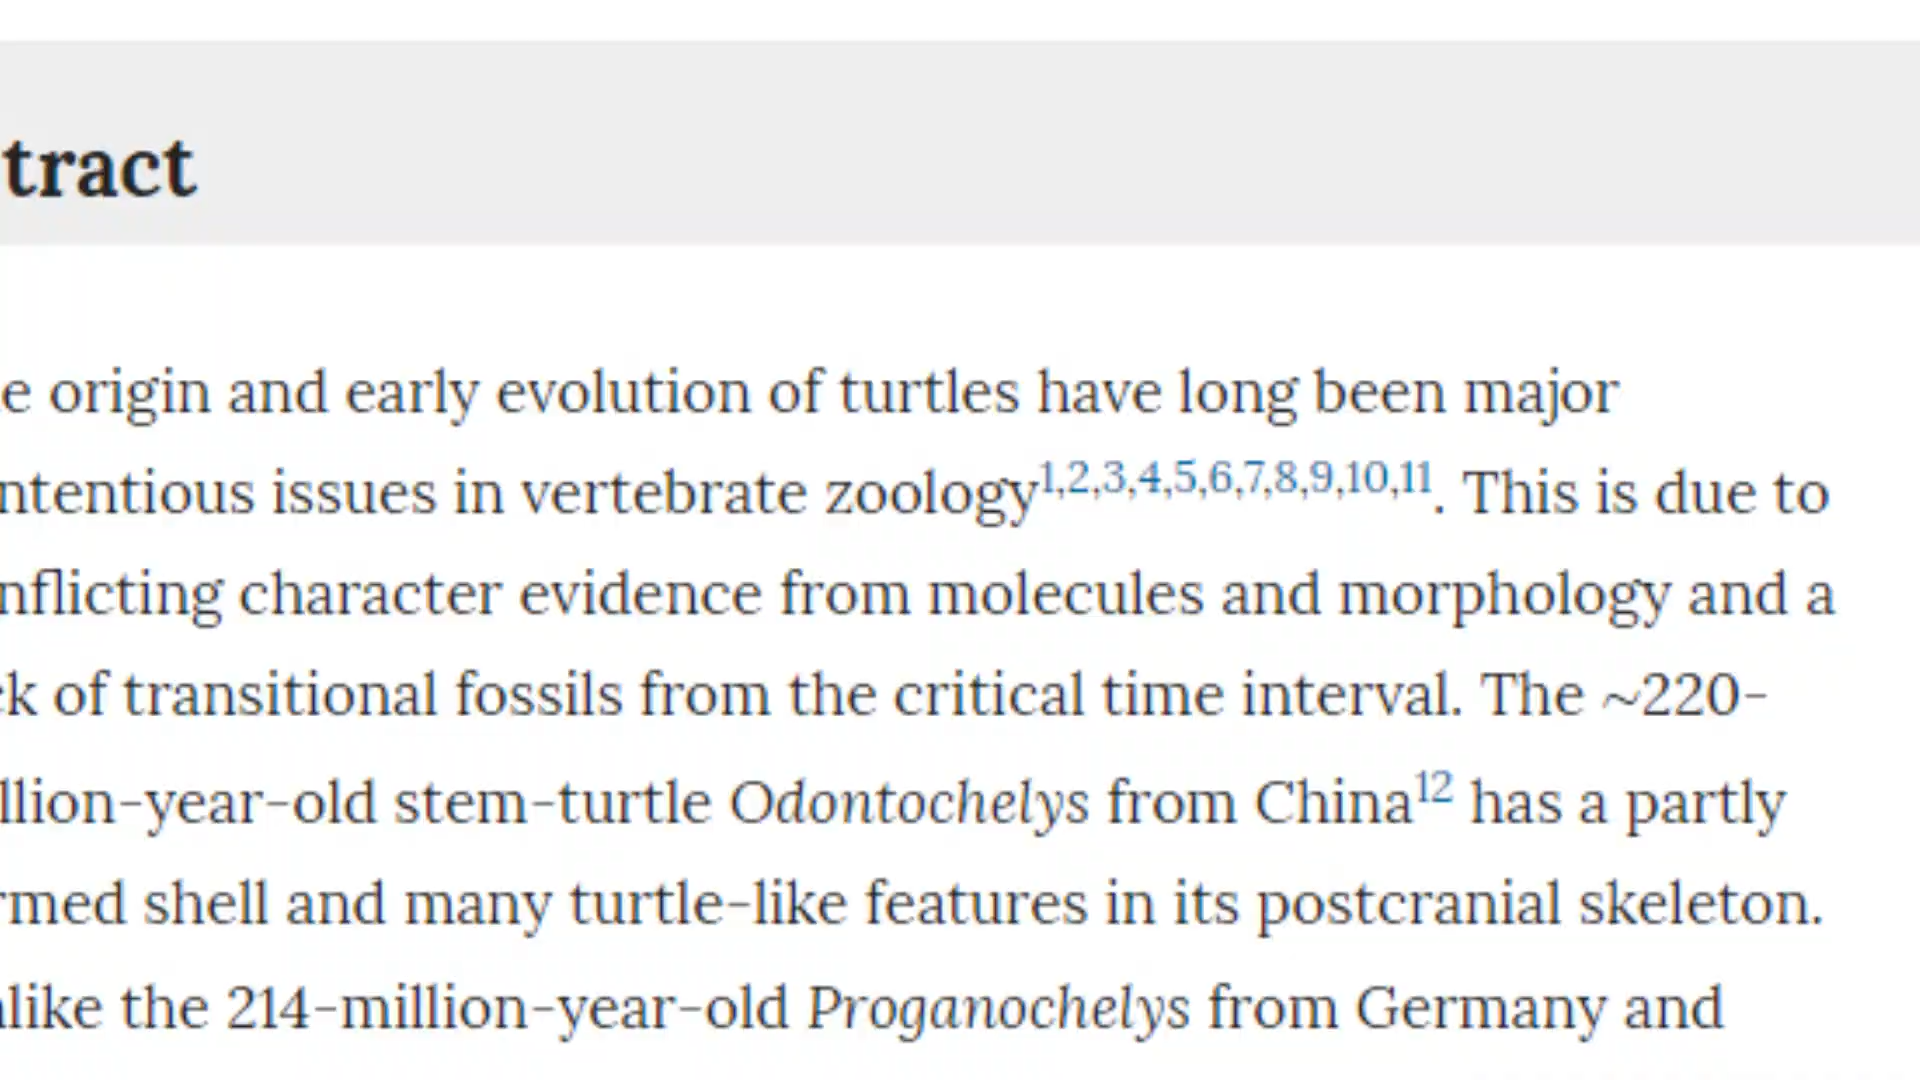 tract
e origin and early evolution of turtles have long been major
ntentious issues in vertebrate zoology1,2,3,4,5,6,7,8,9,10,11. This is due to
nflicting character evidence from molecules and morphology and a
ck of transitional fossils from the critical time interval. The ~220-
llion-year-old stem-turtle Odontochelys from China12 has a partly
rmed shell and many turtle-like features in its postcranial skeleton.
like the 214-million-year-old Proganochelys from Germany and